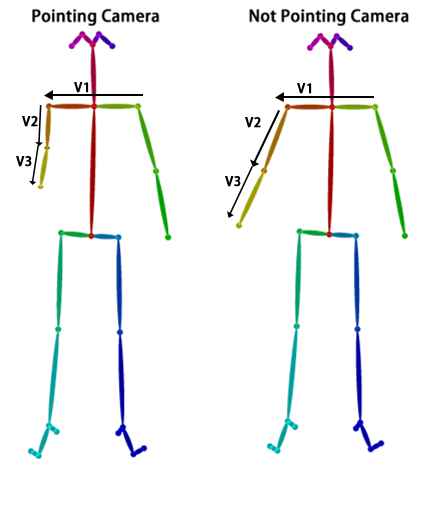 Pointing Camera
Not Pointing Camera
V1
V2
V3
V1
V2
V3